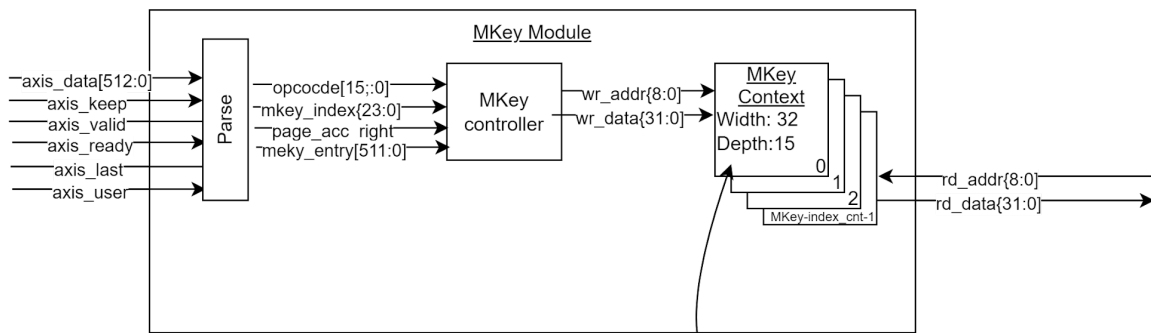 MKey Module
axis_data[512:0]
axis_keep
axis_valid
axis_ready
axis_last
axis_user
Parse
opcocde[15;:0]
mkey_index{23:0}
page_acc_right
meky_entry[511:0]
MKey
controller
wr_addr{8:0}
wr_data{31:0}
MKey
Context
Width: 32
Depth:15
0
1
2
MKey-index_cnt-1
rd_addr{8:0}
rd_data{31:0}